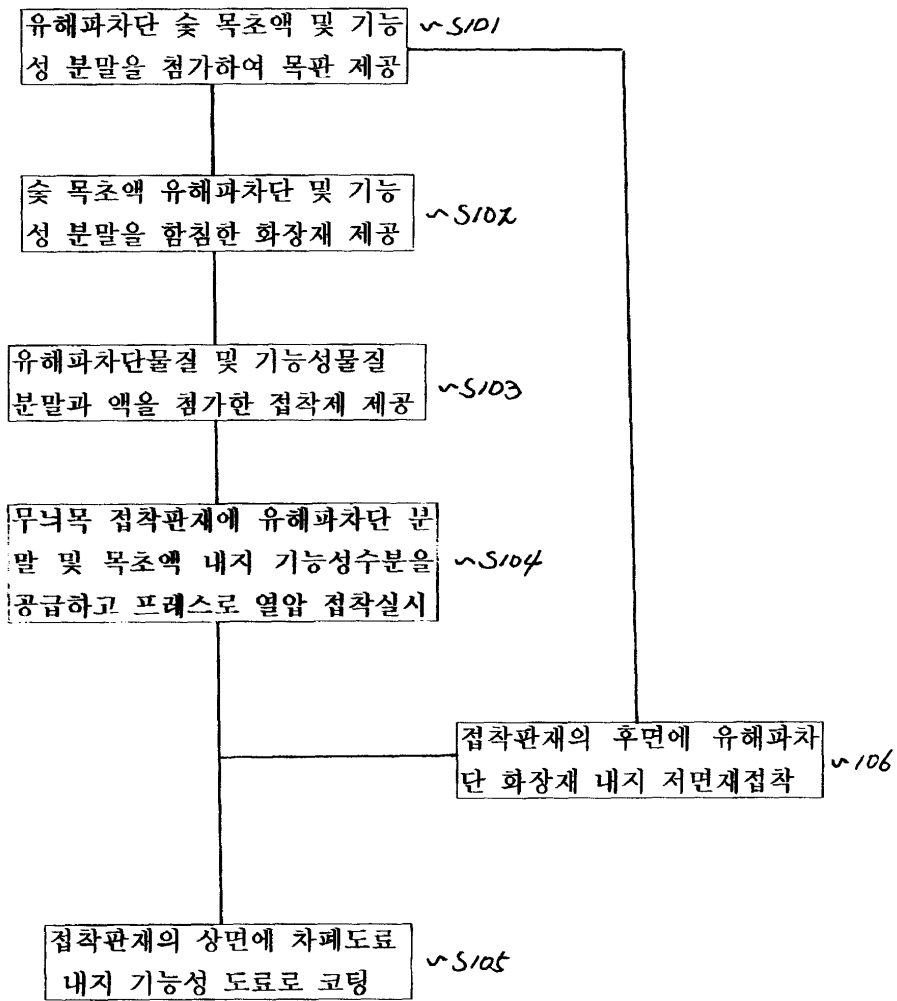 유해파차단 숯 목초액 및 기능 ~S101
성 분말을 첨가하여 목판 제공
숯 목초액 유해파차단 및 기능 ~S102
성 분말을 함침한 화장재 제공
유해파차단물질 및 기능성물질
분말과 액을 첨가한 접착제 제공 ~S103
무늬목 접착판재에 유해파차단 분
말 및 목초액 내지 기능성수분을 ~S104
공급하고 프레스로 열압 접착실시
접착판재의 후면에 유해파차
단 화장재 내지 저면재접착 ~106
접착판재의 상면에 차폐도료
내지 기능성 도료로 코팅 ~S105